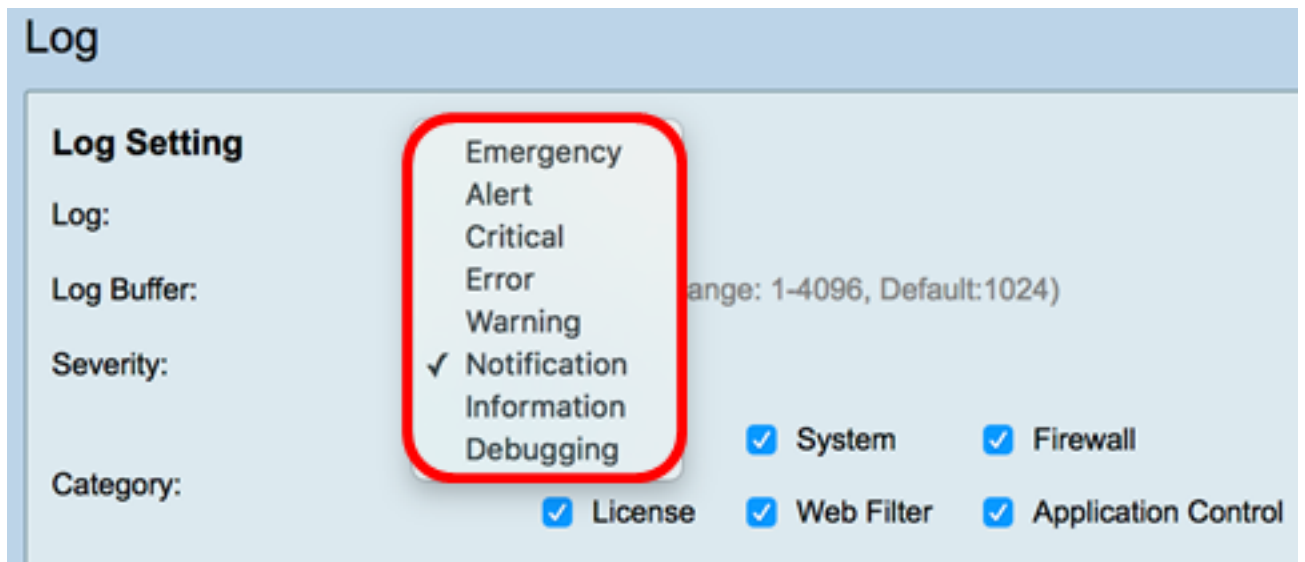 Log
Log Setting
Emergency
Alert
Log:
Critical
Log Buffer:
Error
ange: 1-4096, Default:1024)
Warning
Severity:
✓ Notification
Information
Debugging
System
Firewall
Category:
License
Web Filter
Application Control